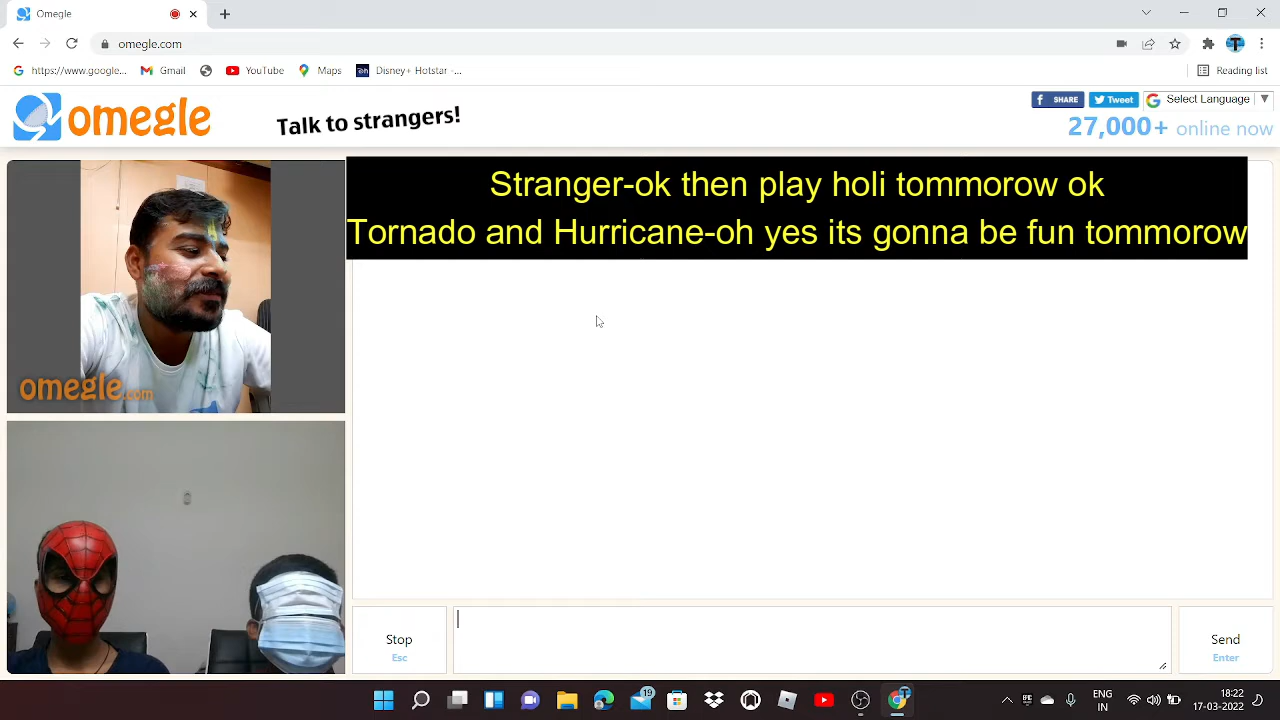 Omegle
omegle.com
https://www.google...
Gmail
YouTube
Maps
Disney+ Hotstar -...
Reading list
omegle
Talk to strangers!
SHARE
Tweet
Select Language
27,000+ online now
Stranger-ok then play holi tommorow ok
Tornado and Hurricane-oh yes its gonna be fun tommorow
omegle.com
Stop
Esc
Send
Enter
19
ENG
IN
18:22
17-03-2022